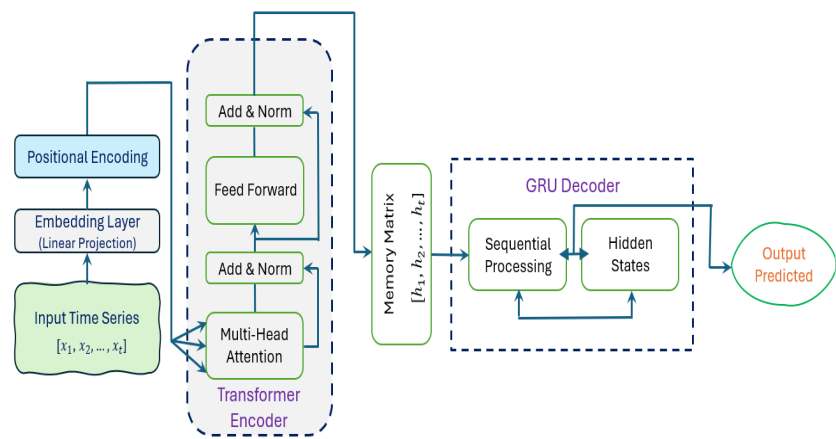 Positional Encoding
Embedding Layer
(Linear Projection)
Input Time Series
[x₁, x₂, ..., xₜ]
Add & Norm
Feed Forward
Add & Norm
Multi-Head
Attention
Transformer
Encoder
Memory Matrix
[h₁, h₂, ..., hₜ]
GRU Decoder
Sequential
Processing
Hidden
States
Output
Predicted